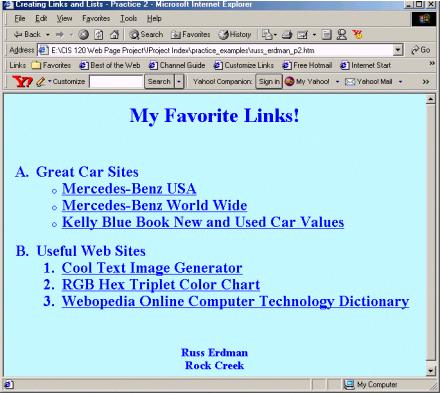 Creating Links and Lists - Practice 2 - Microsoft Internet Explorer
File Edit View Favorites Tools Help
Back Search Favorites History
Address E:\CIS 120 Web Page Project\!Project Index\practice_examples\russ_erdman_p2.htm Go
Links Favorites Best of the Web Channel Guide Customize Links Free Hotmail Internet Start »
Y! Customize Search Yahoo! Companion: Sign in My Yahoo! Yahoo! Mail »
My Favorite Links!
A. Great Car Sites
Mercedes-Benz USA
Mercedes-Benz World Wide
Kelly Blue Book New and Used Car Values
B. Useful Web Sites
1. Cool Text Image Generator
2. RGB Hex Triplet Color Chart
3. Webopedia Online Computer Technology Dictionary
Russ Erdman
Rock Creek
My Computer